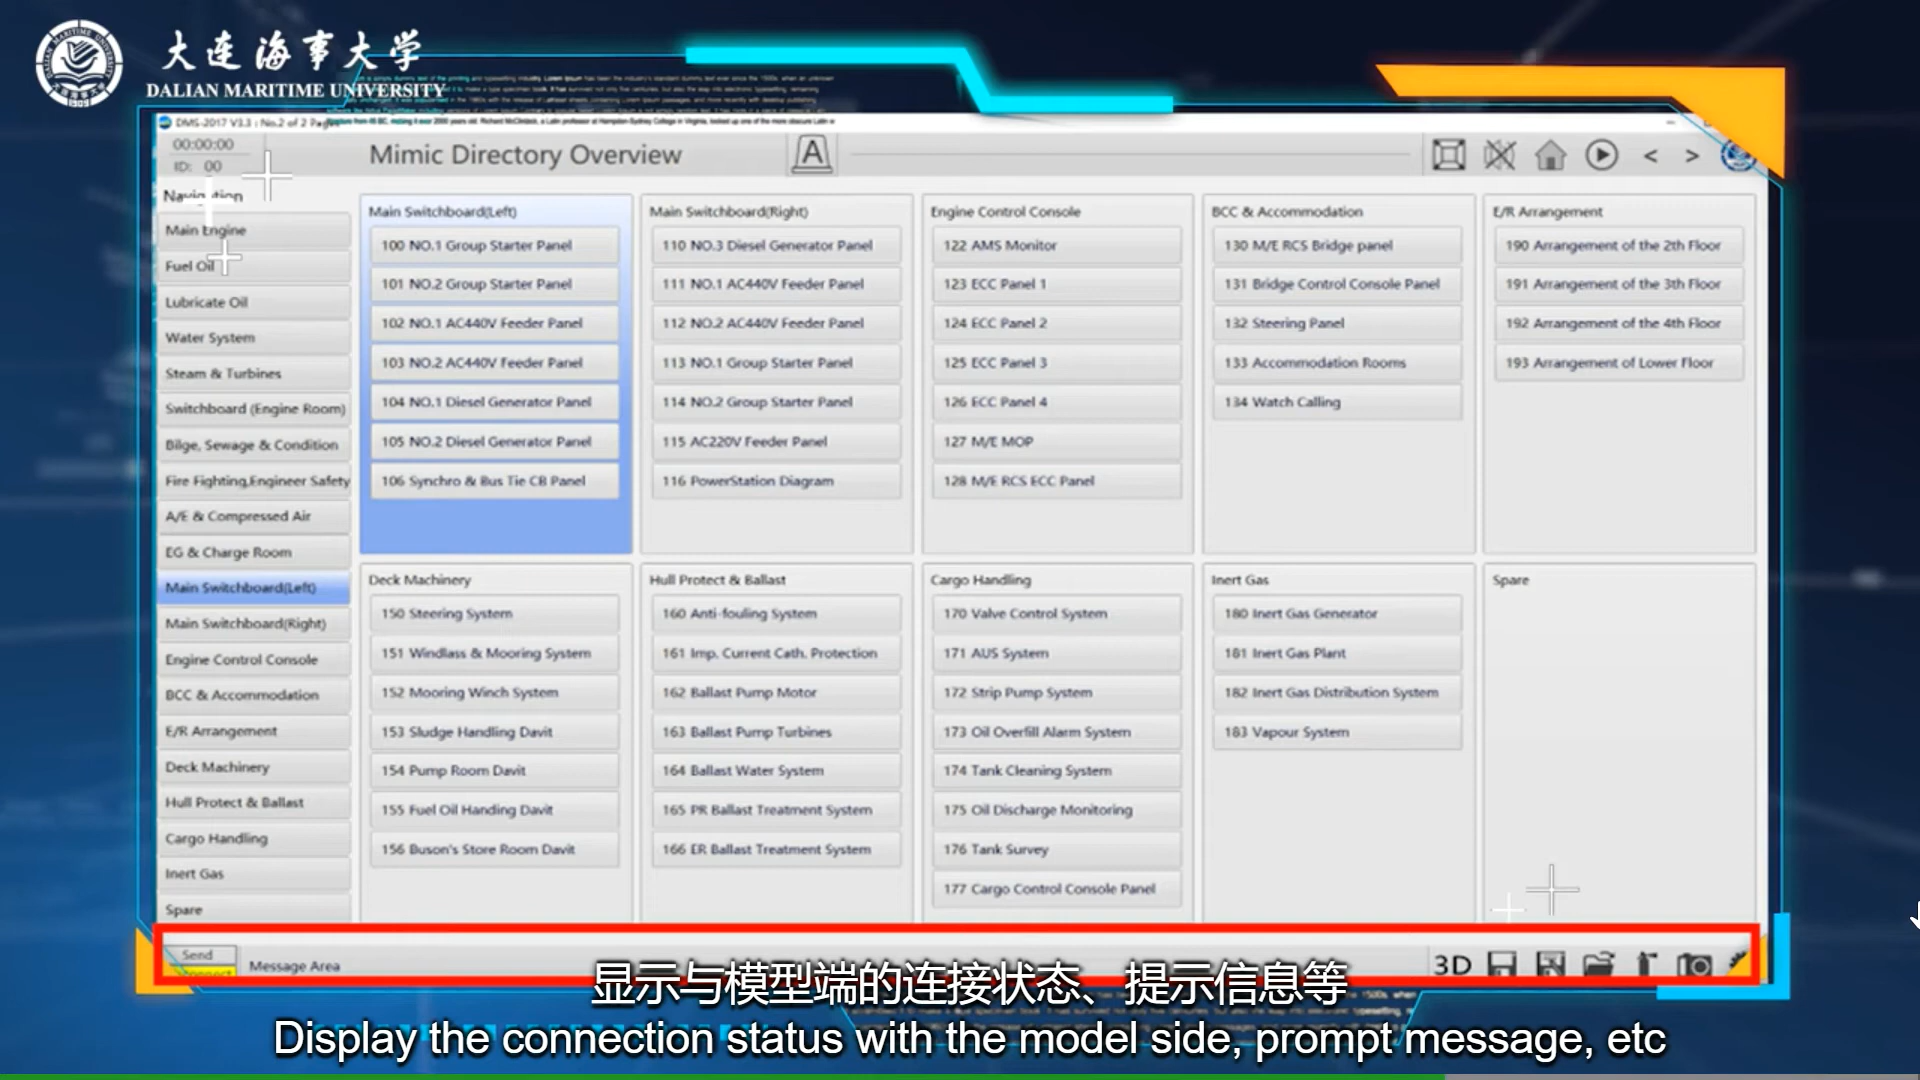 大连海事大学
DALIAN MARITIME UNIVERSITY
DMS-2017 V3.3 : No.2 of 2 Pages
00:00:00
ID: 00
Mimic Directory Overview
A
Navigation
Main Engine
Fuel Oil
Lubricate Oil
Water System
Steam & Turbines
Switchboard (Engine Room)
Bilge, Sewage & Condition
Fire Fighting,Engineer Safety
A/E & Compressed Air
EG & Charge Room
Main Switchboard(Left)
Main Switchboard(Right)
Engine Control Console
BCC & Accommodation
E/R Arrangement
Deck Machinery
Hull Protect & Ballast
Cargo Handling
Inert Gas
Spare
Main Switchboard(Left)
100 NO.1 Group Starter Panel
101 NO.2 Group Starter Panel
102 NO.1 AC440V Feeder Panel
103 NO.2 AC440V Feeder Panel
104 NO.1 Diesel Generator Panel
105 NO.2 Diesel Generator Panel
106 Synchro & Bus Tie CB Panel
Main Switchboard(Right)
110 NO.3 Diesel Generator Panel
111 NO.1 AC440V Feeder Panel
112 NO.2 AC440V Feeder Panel
113 NO.1 Group Starter Panel
114 NO.2 Group Starter Panel
115 AC220V Feeder Panel
116 PowerStation Diagram
Engine Control Console
122 AMS Monitor
123 ECC Panel 1
124 ECC Panel 2
125 ECC Panel 3
126 ECC Panel 4
127 M/E MOP
128 M/E RCS ECC Panel
BCC & Accommodation
130 M/E RCS Bridge panel
131 Bridge Control Console Panel
132 Steering Panel
133 Accommodation Rooms
134 Watch Calling
E/R Arrangement
190 Arrangement of the 2th Floor
191 Arrangement of the 3th Floor
192 Arrangement of the 4th Floor
193 Arrangement of Lower Floor
Deck Machinery
150 Steering System
151 Windlass & Mooring System
152 Mooring Winch System
153 Sludge Handling Davit
154 Pump Room Davit
155 Fuel Oil Handing Davit
156 Buson's Store Room Davit
Hull Protect & Ballast
160 Anti-fouling System
161 Imp. Current Cath. Protection
162 Ballast Pump Motor
163 Ballast Pump Turbines
164 Ballast Water System
165 PR Ballast Treatment System
166 ER Ballast Treatment System
Cargo Handling
170 Valve Control System
171 AUS System
172 Strip Pump System
173 Oil Overfill Alarm System
174 Tank Cleaning System
175 Oil Discharge Monitoring
176 Tank Survey
177 Cargo Control Console Panel
Inert Gas
180 Inert Gas Generator
181 Inert Gas Plant
182 Inert Gas Distribution System
183 Vapour System
Spare
Send
Message Area
3D
显示与模型端的连接状态、提示信息等
Display the connection status with the model side, prompt message, etc